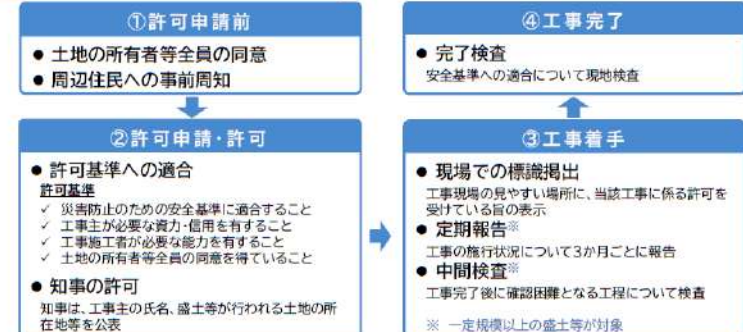 ①許可申請前
● 土地の所有者等全員の同意
● 周辺住民への事前周知
②許可申請・許可
● 許可基準への適合
許可基準
✓ 災害防止のための安全基準に適合すること
✓ 工事主が必要な資力・信用を有すること
✓ 工事施工者が必要な能力を有すること
✓ 土地の所有者等全員の同意を得ていること
● 知事の許可
知事は、工事主の氏名、盛土等が行われる土地の所
在地等を公表
③工事着手
● 現場での標識掲出
工事現場の見やすい場所に、当該工事に係る許可を
受けている旨の表示
● 定期報告※
工事の施行状況について3か月ごとに報告
● 中間検査※
工事完了後に確認困難となる工程について検査
※ 一定規模以上の盛土等が対象
④工事完了
● 完了検査
安全基準への適合について現地検査